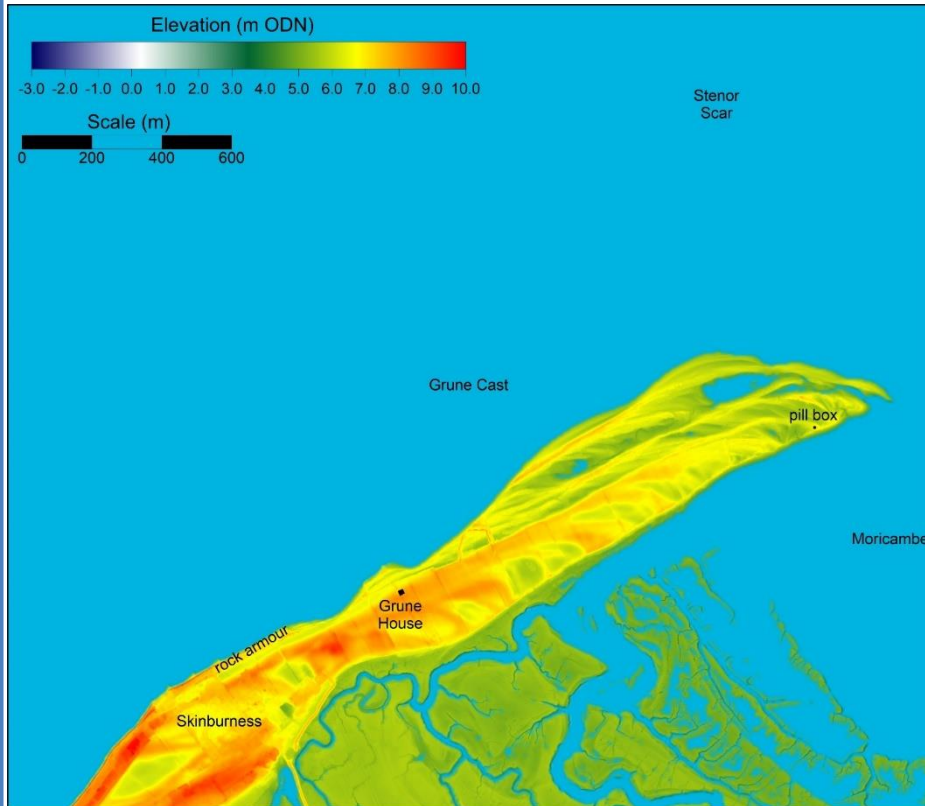 Elevation (m ODN)
-3.0 -2.0 -1.0 0.0 1.0 2.0 3.0 4.0 5.0 6.0 7.0 8.0 9.0 10.0
Scale (m)
0 200 400 600
Stenor
Scar
Grune Cast
pill box
Moricambe
Grune
House
rock armour
Skinburness